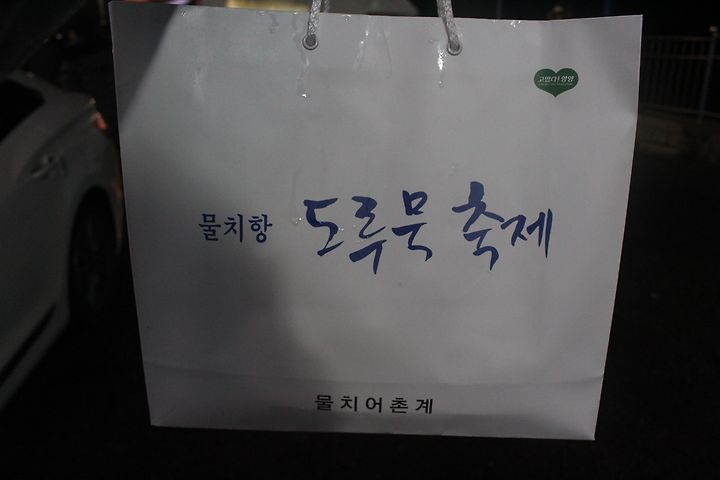 고맙다! 양양
물치항 도루묵 축제
물치어촌계